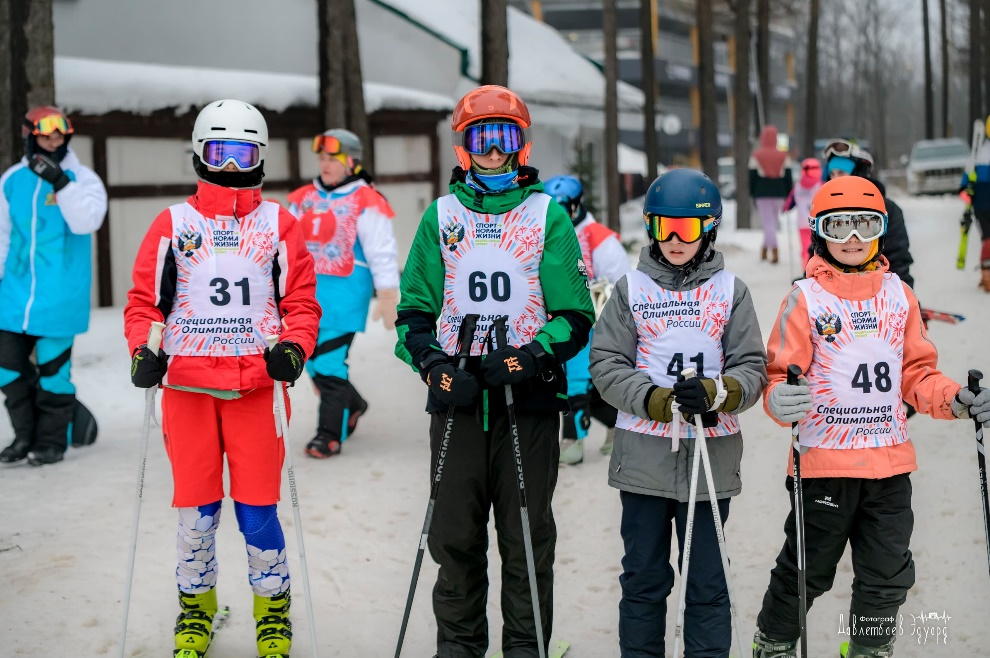 СПОРТ
НОРМА
ЖИЗНИ
31
Специальная
Олимпиада
России
ROSSIGNOL
1
СПОРТ
НОРМА
ЖИЗНИ
60
Специальная
Олимпиада
России
Специальная
Олимпиада
России
41
СПОРТ
НОРМА
ЖИЗНИ
48
Специальная
Олимпиада
России
Фотограф
Давлетбаев Эдуард